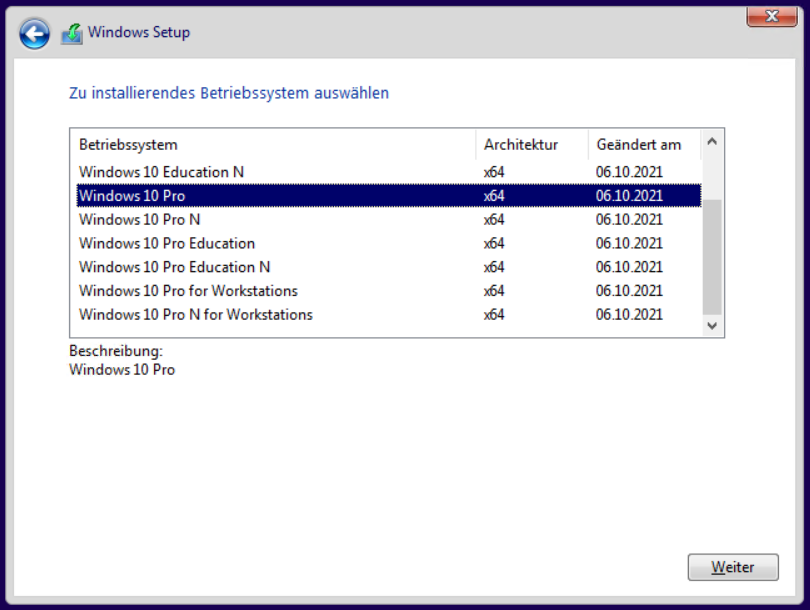 Windows Setup
Zu installierendes Betriebssystem auswählen
Betriebssystem Architektur Geändert am
Windows 10 Education N x64 06.10.2021
Windows 10 Pro x64 06.10.2021
Windows 10 Pro N x64 06.10.2021
Windows 10 Pro Education x64 06.10.2021
Windows 10 Pro Education N x64 06.10.2021
Windows 10 Pro for Workstations x64 06.10.2021
Windows 10 Pro N for Workstations x64 06.10.2021
Beschreibung:
Windows 10 Pro
Weiter